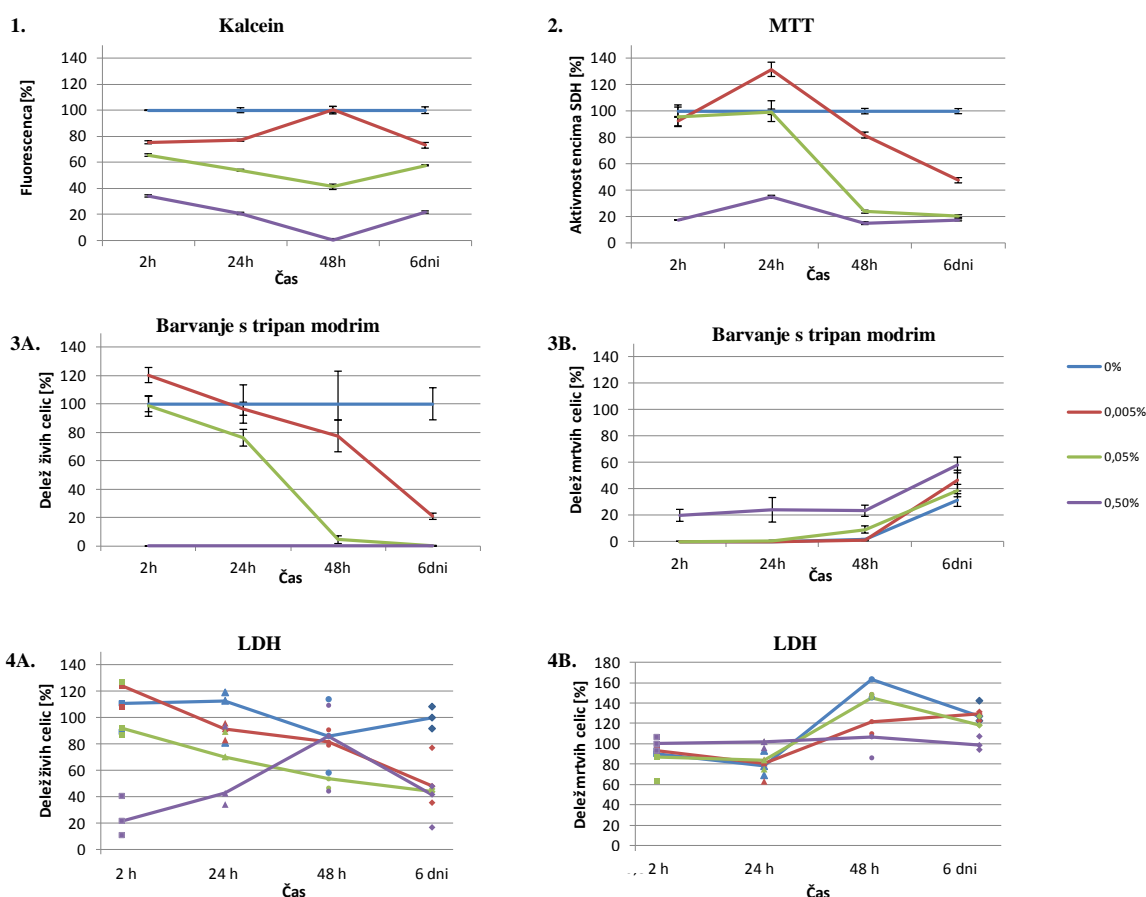 1.
Kalcein
Fluorescenca [%]
140
120
100
80
60
40
20
0
2h 24h 48h 6dni
Čas
2.
MTT
Aktivnost encima SDH [%]
140
120
100
80
60
40
20
0
2h 24h 48h 6dni
Čas
3A.
Barvanje s tripan modrim
Delež živih celic [%]
140
120
100
80
60
40
20
0
2h 24h 48h 6dni
Čas
3B.
Barvanje s tripan modrim
Delež mrtvih celic [%]
140
120
100
80
60
40
20
0
2h 24h 48h 6dni
Čas
0%
0,005%
0,05%
0,50%
4A.
LDH
Delež živih celic [%]
140
120
100
80
60
40
20
0
2 h 24 h 48 h 6 dni
Čas
4B.
LDH
Delež mrtvih celic [%]
180
160
140
120
100
80
60
40
20
0
2 h 24 h 48 h 6 dni
Čas